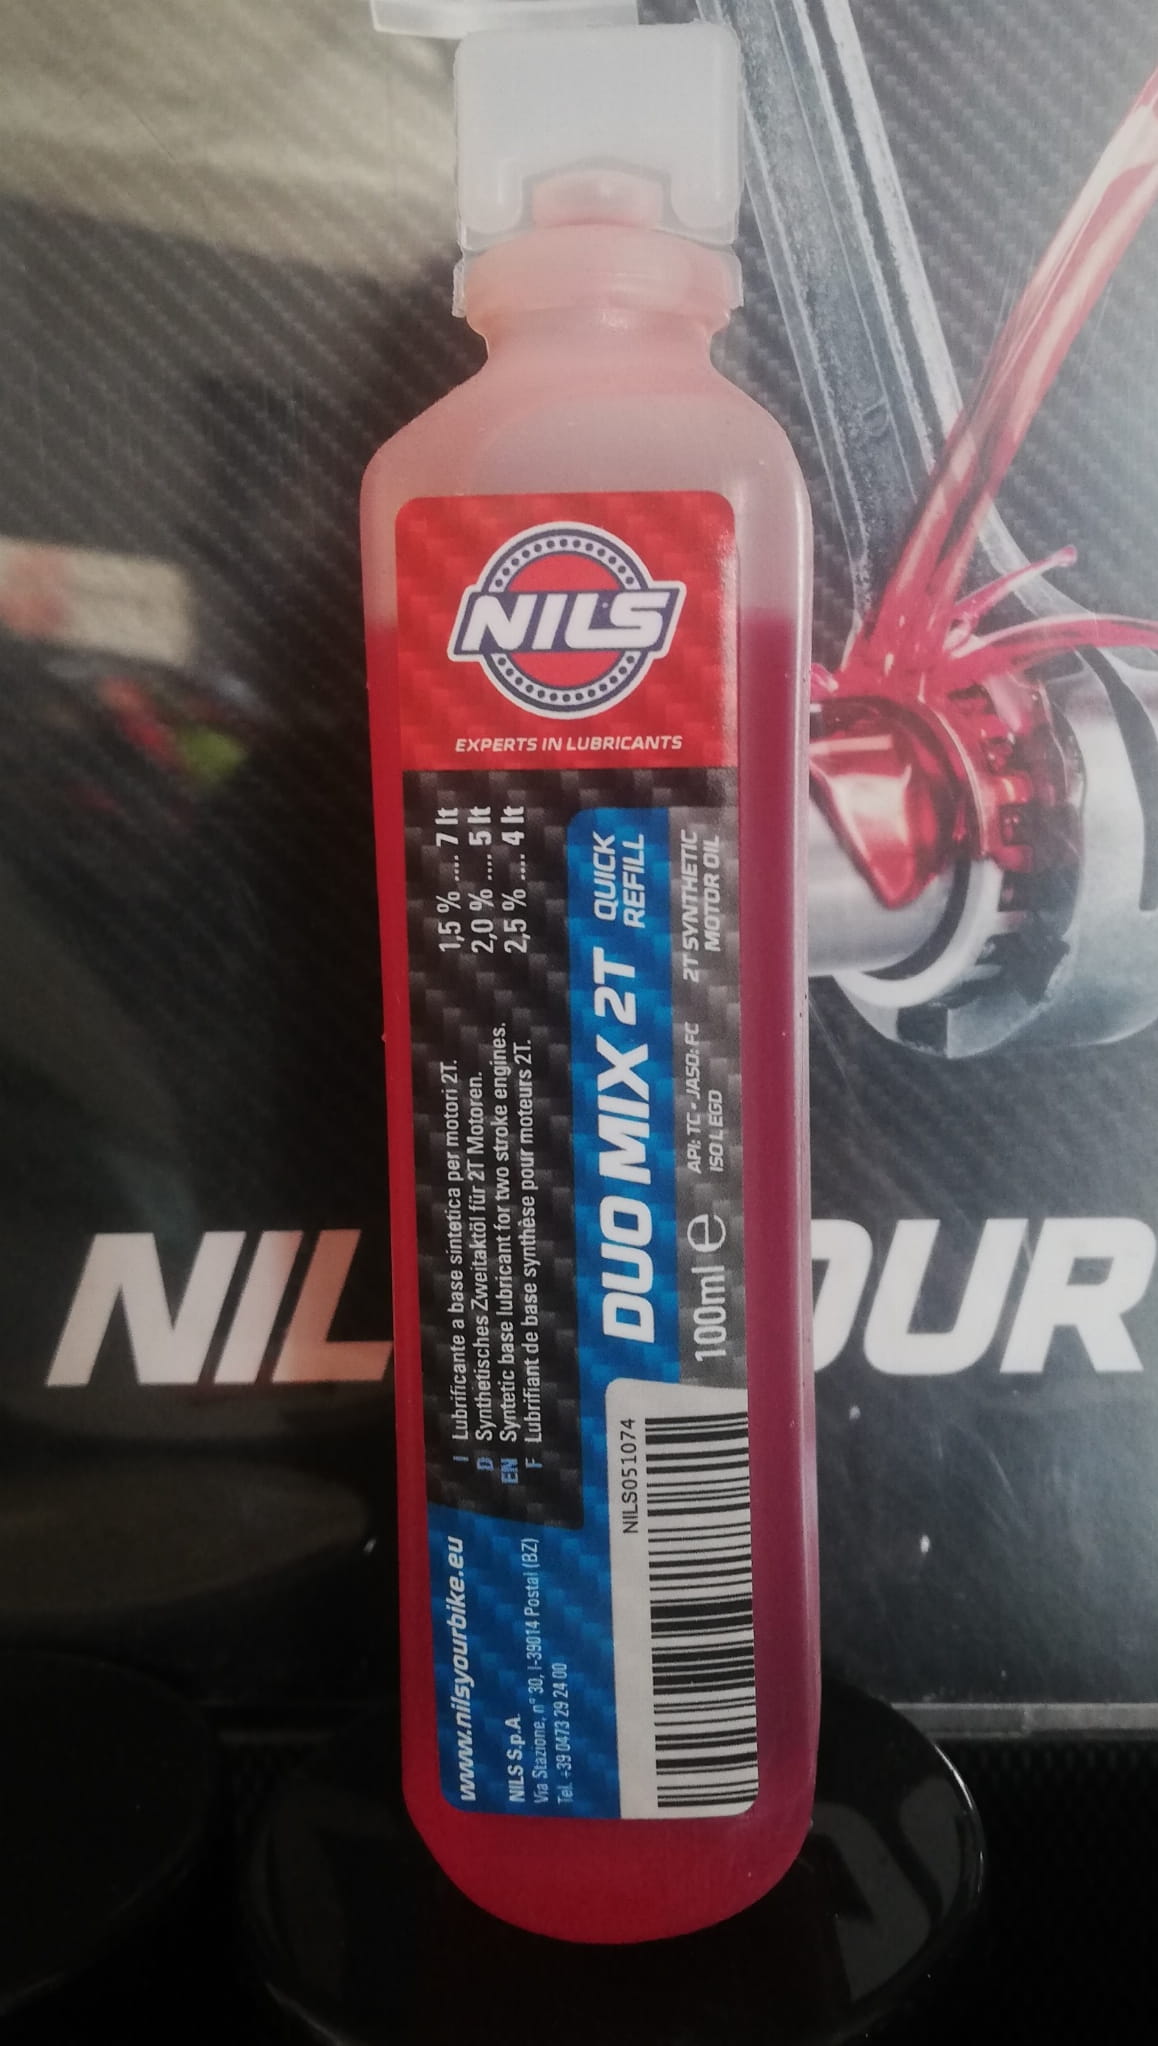 NILS
EXPERTS IN LUBRICANTS
1,5 % .... 7 lt
2,0 % .... 5 lt
2,5 % .... 4 lt
I Lubrificante a base sintetica per motori 2T.
D Synthetisches Zweitaktöl für 2T Motoren.
EN Syntetic base lubricant for two stroke engines.
F Lubrifiant de base synthèse pour moteurs 2T.
DUO MIX 2T QUICK
REFILL
2T SYNTHETIC
MOTOR OIL
API: TC - JASO: FC
ISO L EGD
100ml e
www.nilsyourbike.eu
NILS S.p.A.
Via Stazione, n° 30, I-39014 Postal (BZ)
Tel. +39 0473 29 24 00
NILS051074
NIL
OUR